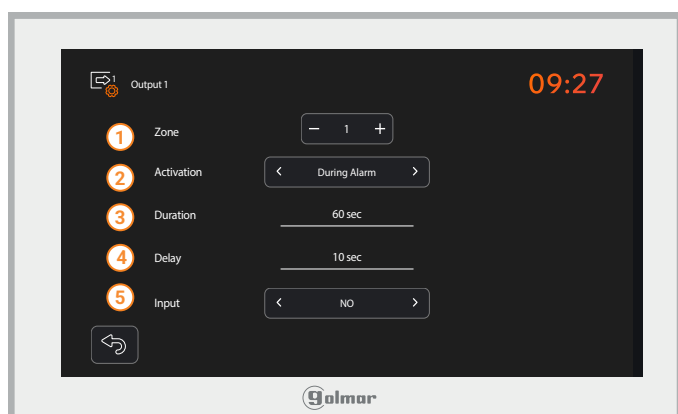 1
Output 1
09:27
1 Zone − 1 +
2 Activation < During Alarm >
3 Duration 60 sec
4 Delay 10 sec
5 Input < NO >
golmar